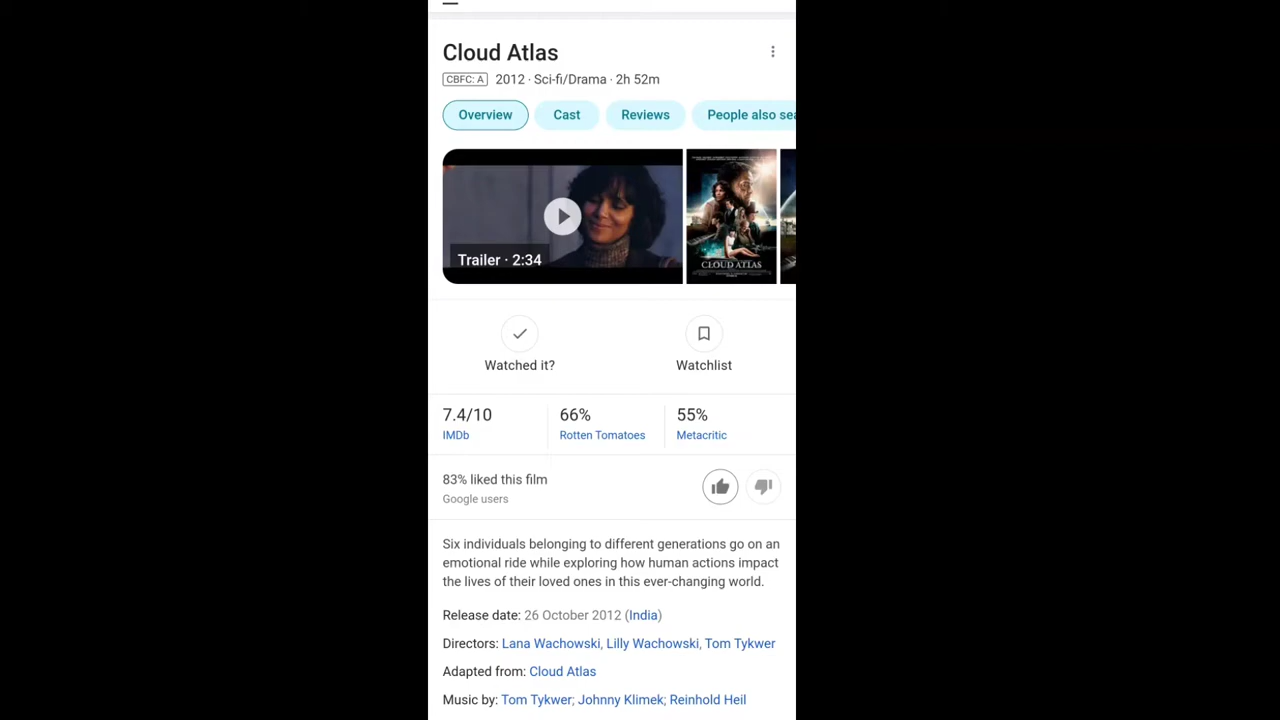 Cloud Atlas
CBFC: A 2012 · Sci-fi/Drama · 2h 52m
Overview Cast Reviews People also sea
Trailer · 2:34
CLOUD ATLAS
Watched it? Watchlist
7.4/10 66% 55%
IMDb Rotten Tomatoes Metacritic
83% liked this film
Google users
Six individuals belonging to different generations go on an
emotional ride while exploring how human actions impact
the lives of their loved ones in this ever-changing world.
Release date: 26 October 2012 (India)
Directors: Lana Wachowski, Lilly Wachowski, Tom Tykwer
Adapted from: Cloud Atlas
Music by: Tom Tykwer; Johnny Klimek; Reinhold Heil